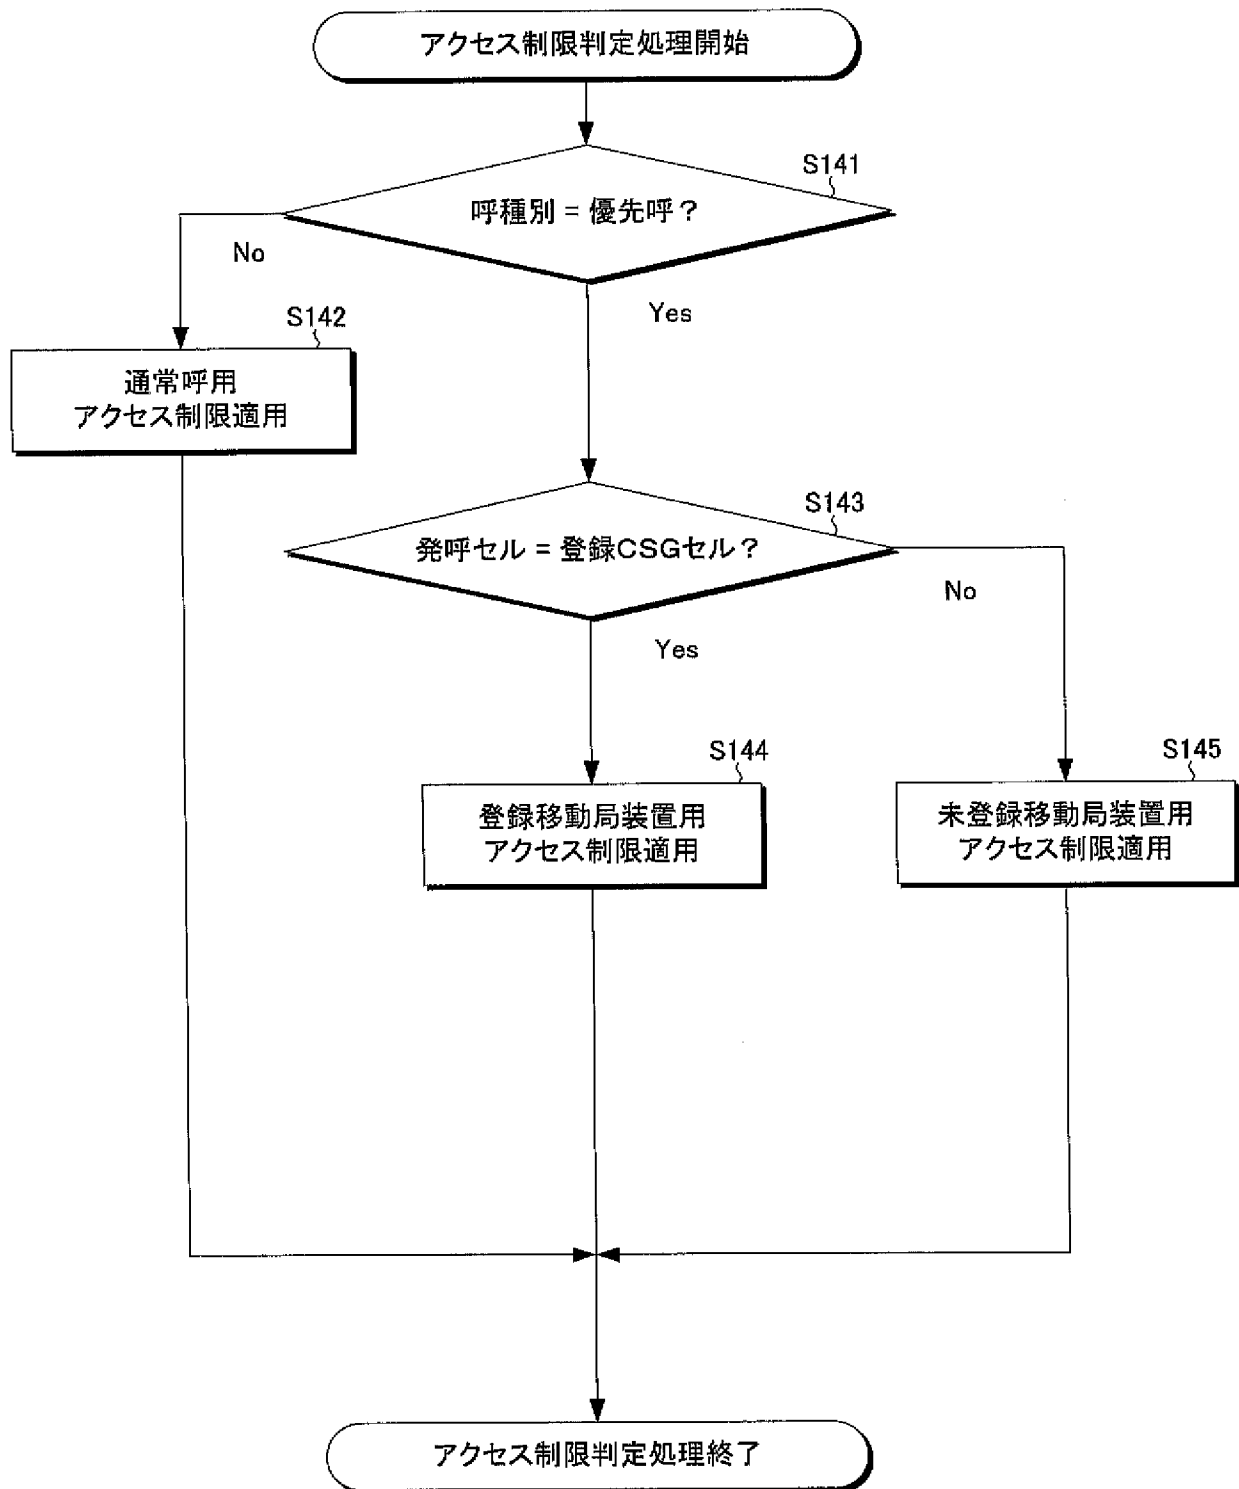 アクセス制限判定処理開始
S141
呼種別 = 優先呼？
No
Yes
S142
通常呼用
アクセス制限適用
S143
発呼セル = 登録CSGセル？
No
Yes
S144
登録移動局装置用
アクセス制限適用
S145
未登録移動局装置用
アクセス制限適用
アクセス制限判定処理終了